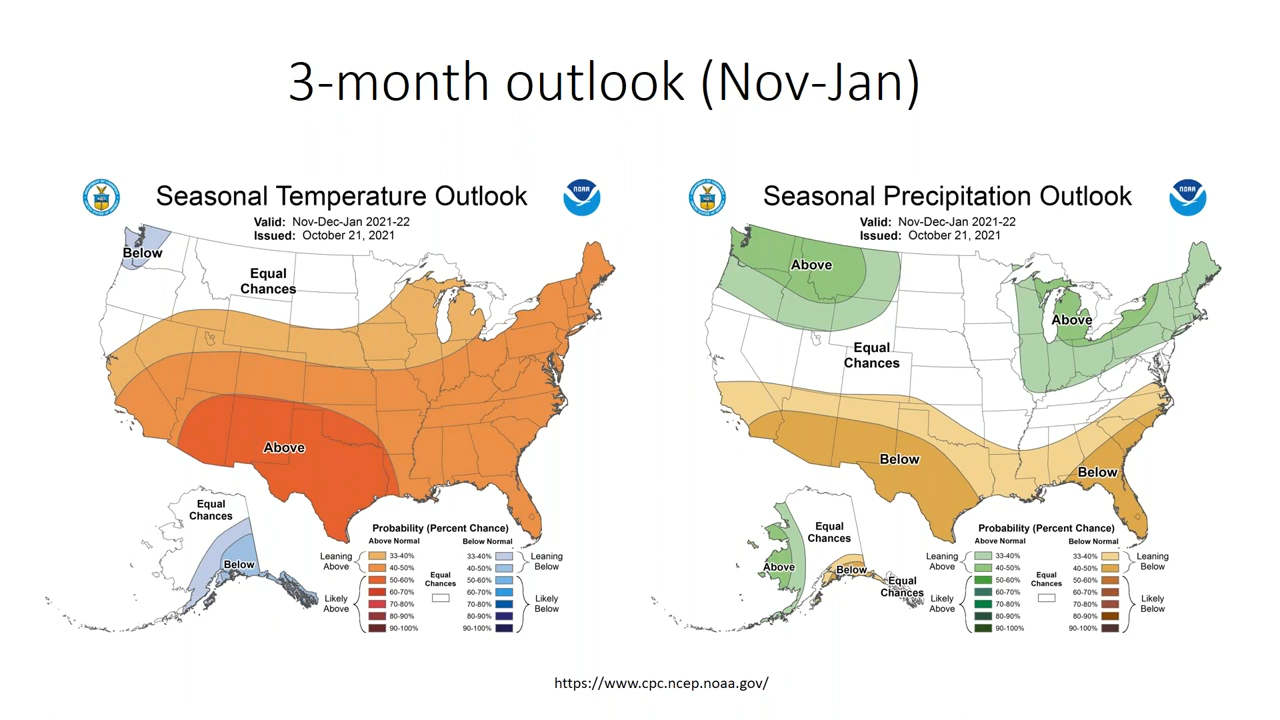 3-month outlook (Nov-Jan)
Seasonal Temperature Outlook
NOAA
Valid: Nov-Dec-Jan 2021-22
Issued: October 21, 2021
Below
Equal
Chances
Above
Equal
Chances
Below
Probability (Percent Chance)
Above Normal
Below Normal
Leaning
Above
33-40%
40-50%
Likely
Above
50-60%
60-70%
70-80%
80-90%
90-100%
Equal
Chances
33-40%
40-50%
50-60%
60-70%
70-80%
80-90%
90-100%
Leaning
Below
Likely
Below
Seasonal Precipitation Outlook
NOAA
Valid: Nov-Dec-Jan 2021-22
Issued: October 21, 2021
Above
Above
Equal
Chances
Below
Below
Equal
Chances
Above
Below
Equal
Chances
Probability (Percent Chance)
Above Normal
Below Normal
Leaning
Above
33-40%
40-50%
Likely
Above
50-60%
60-70%
70-80%
80-90%
90-100%
Equal
Chances
33-40%
40-50%
50-60%
60-70%
70-80%
80-90%
90-100%
Leaning
Below
Likely
Below
https://www.cpc.ncep.noaa.gov/